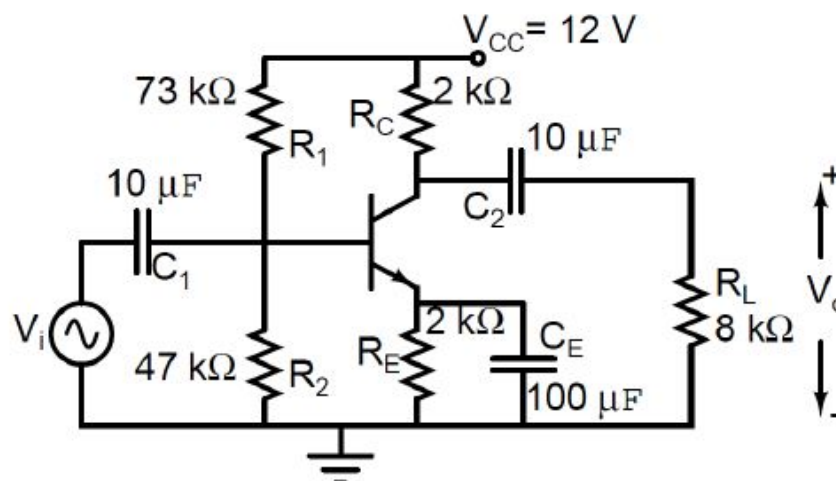 V_CC = 12 V
73 kΩ
R_1
2 kΩ
R_C
10 μF
C_2
10 μF
C_1
V_i
47 kΩ
R_2
2 kΩ
R_E
C_E
100 μF
R_L
8 kΩ
+
V
-